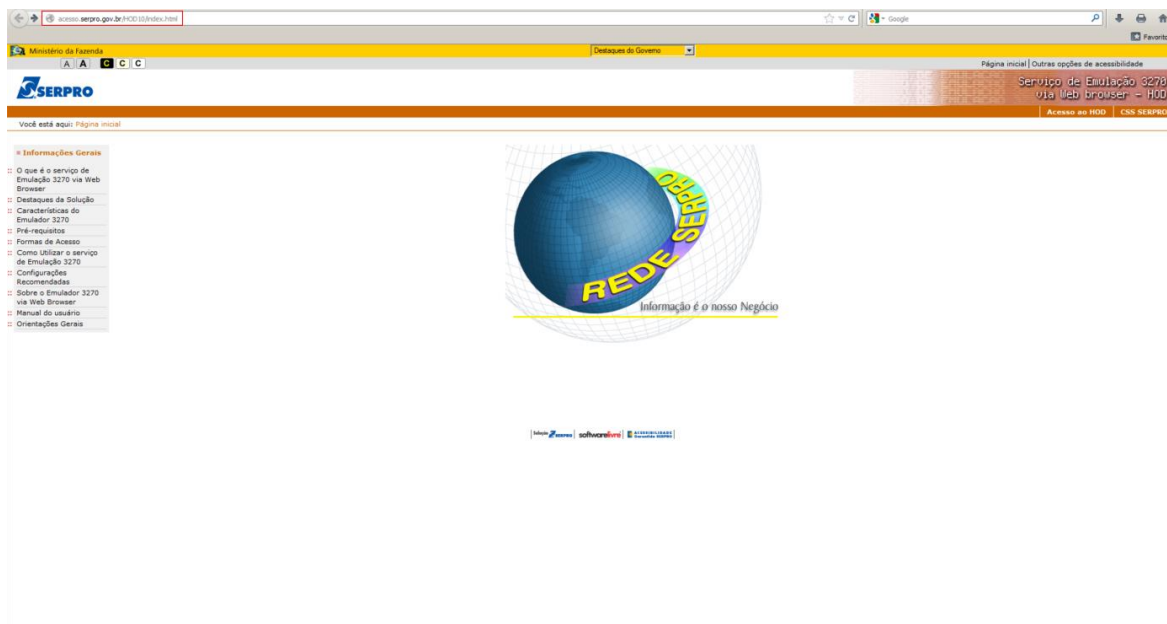 acesso.serpro.gov.br/HOD10/index.html
Google
Favorito
Ministério da Fazenda
Destaques do Governo
A A C C C
Página inicial | Outras opções de acessibilidade
SERPRO
Serviço de Emulação 3270
via Web browser - HOD
Acesso ao HOD | CSS SERPRO
Você está aqui: Página inicial
Informações Gerais
O que é o serviço de
Emulação 3270 via Web
Browser
Destaques da Solução
Características do
Emulador 3270
Pré-requisitos
Formas de Acesso
Como Utilizar o serviço
de Emulação 3270
Configurações
Recomendadas
Sobre o Emulador 3270
via Web Browser
Manual do usuário
Orientações Gerais
REDE SERPRO
Informação é o nosso Negócio
Solução SERPRO
softwarelivre
ACESSIBILIDADE
SERPRO